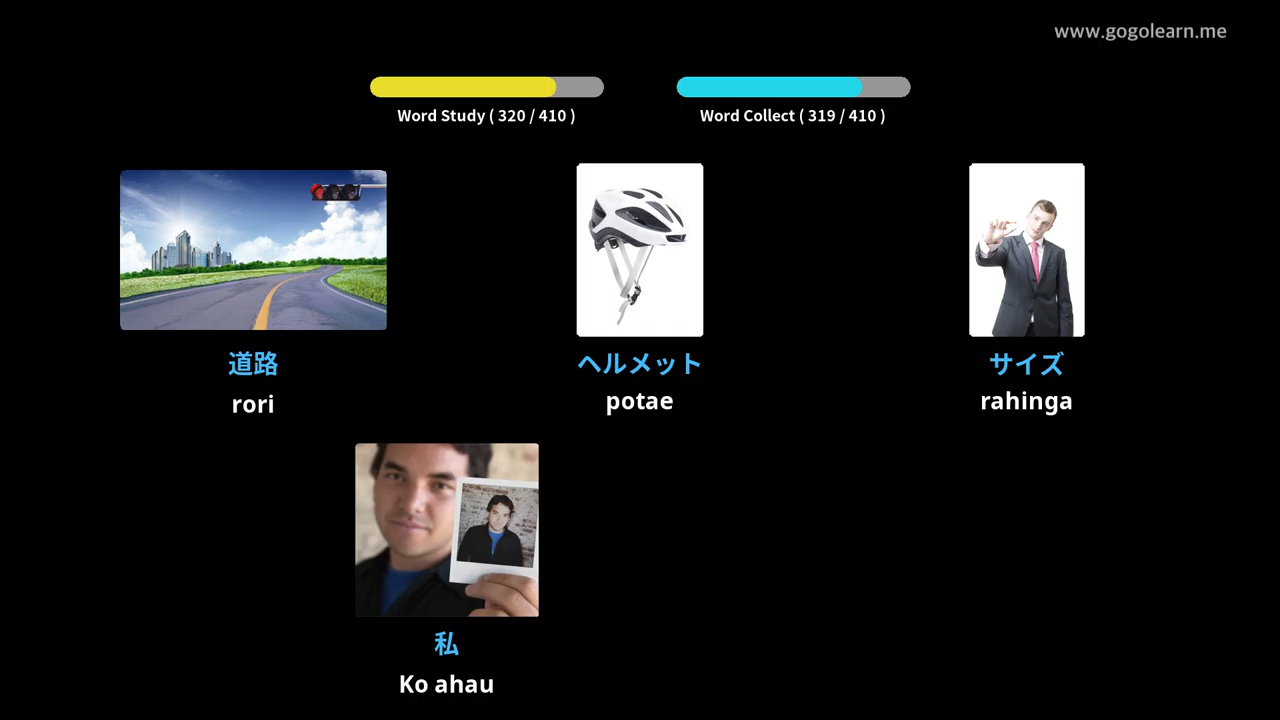 www.gogolearn.me
Word Study ( 320 / 410 )
Word Collect ( 319 / 410 )
道路
rori
ヘルメット
potae
サイズ
rahinga
私
Ko ahau